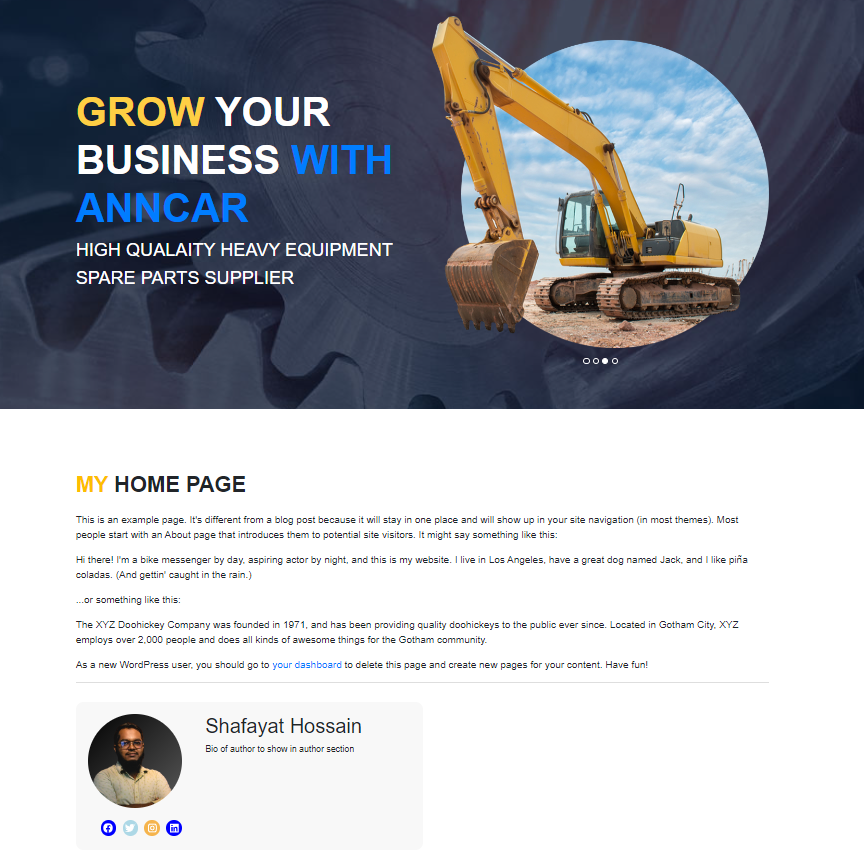 GROW YOUR
BUSINESS WITH
ANNCAR
HIGH QUALAITY HEAVY EQUIPMENT
SPARE PARTS SUPPLIER
MY HOME PAGE
This is an example page. It's different from a blog post because it will stay in one place and will show up in your site navigation (in most themes). Most
people start with an About page that introduces them to potential site visitors. It might say something like this:
Hi there! I'm a bike messenger by day, aspiring actor by night, and this is my website. I live in Los Angeles, have a great dog named Jack, and I like piña
coladas. (And gettin' caught in the rain.)
...or something like this:
The XYZ Doohickey Company was founded in 1971, and has been providing quality doohickeys to the public ever since. Located in Gotham City, XYZ
employs over 2,000 people and does all kinds of awesome things for the Gotham community.
As a new WordPress user, you should go to your dashboard to delete this page and create new pages for your content. Have fun!
Shafayat Hossain
Bio of author to show in author section